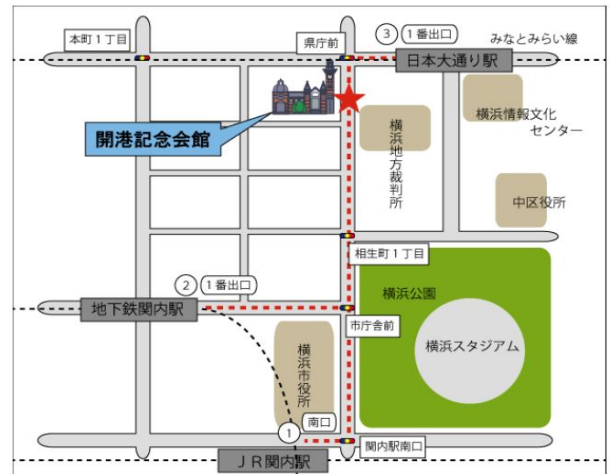 本町1丁目
県庁前
③
1番出口
みなとみらい線
日本大通り駅
開港記念会館
横浜地方裁判所
横浜情報文化
センター
中区役所
相生町1丁目
②
1番出口
地下鉄関内駅
横浜公園
市庁舎前
横浜スタジアム
横浜市役所
①
南口
関内駅南口
JR関内駅